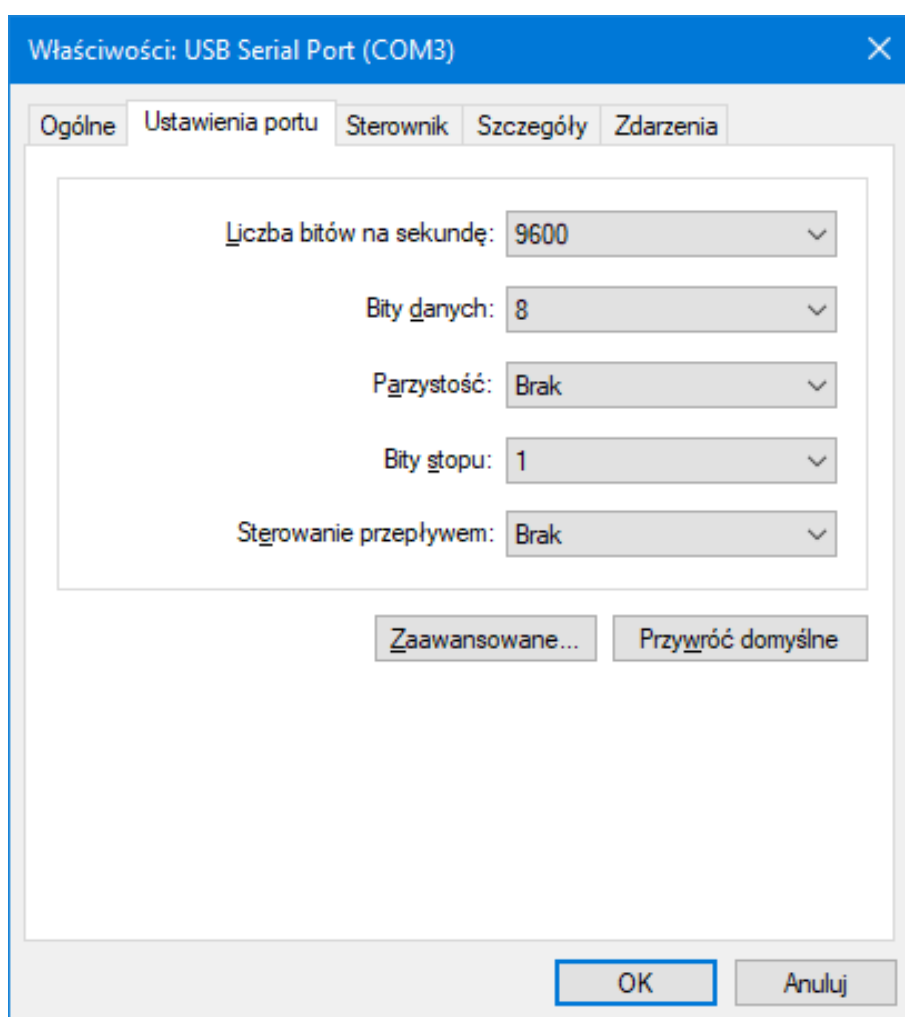 Właściwości: USB Serial Port (COM3)
Ogólne Ustawienia portu Sterownik Szczegóły Zdarzenia
Liczba bitów na sekundę: 9600
Bity danych: 8
Parzystość: Brak
Bity stopu: 1
Sterowanie przepływem: Brak
Zaawansowane... Przywróć domyślne
OK Anuluj